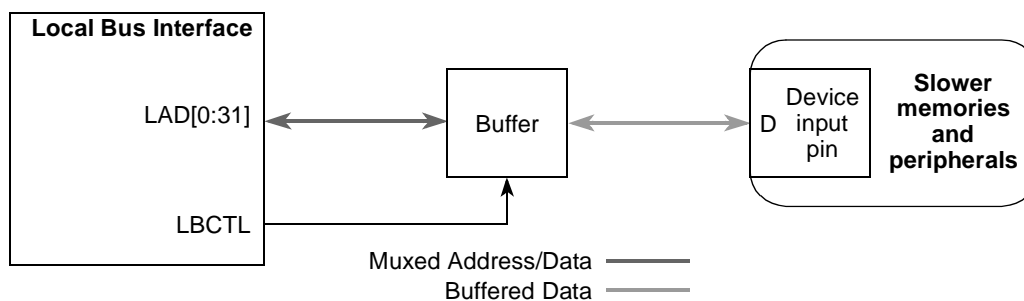 Local Bus Interface
LAD[0:31]
LBCTL
Buffer
D
Device
input
pin
Slower
memories
and
peripherals
Muxed Address/Data
Buffered Data